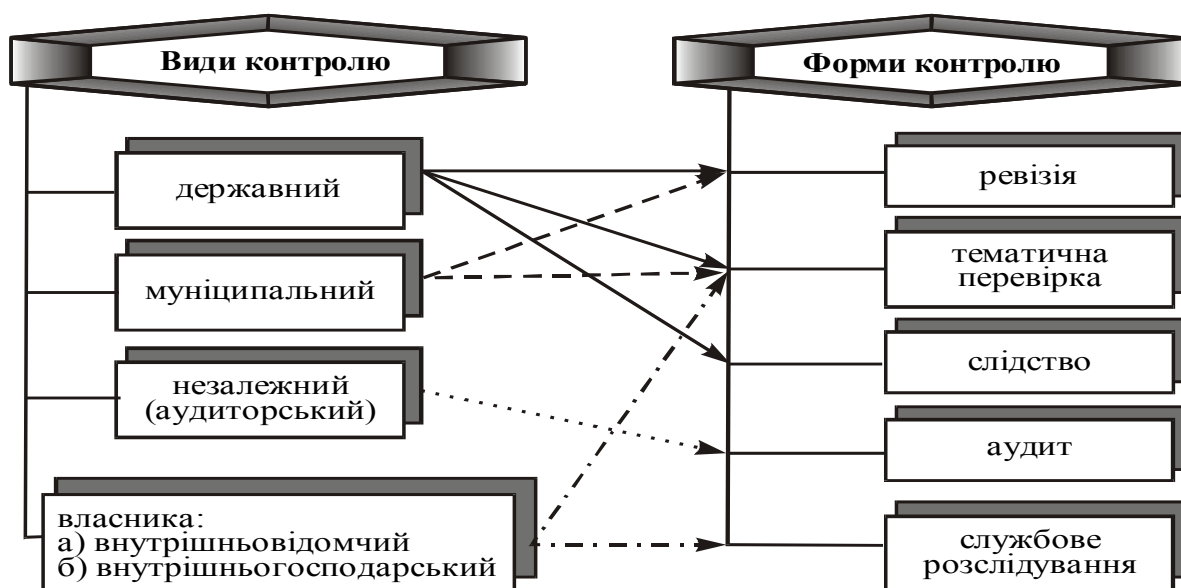 Види контролю
державний
муніципальний
незалежний
(аудиторський)
власника:
а) внутрішньовідомчий
б) внутрішньогосподарський
Форми контролю
ревізія
тематична
перевірка
слідство
аудит
службове
розслідування